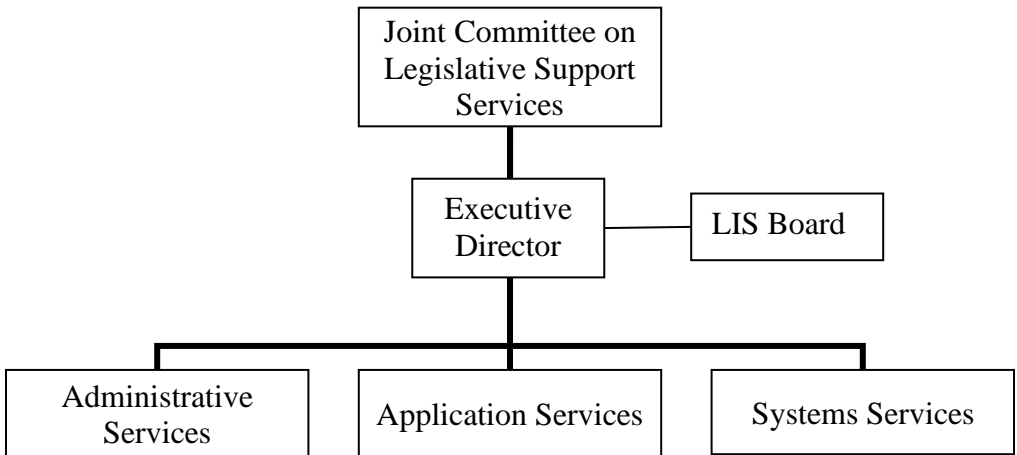 Joint Committee on
Legislative Support
Services
Executive
Director
LIS Board
Administrative
Services
Application Services
Systems Services